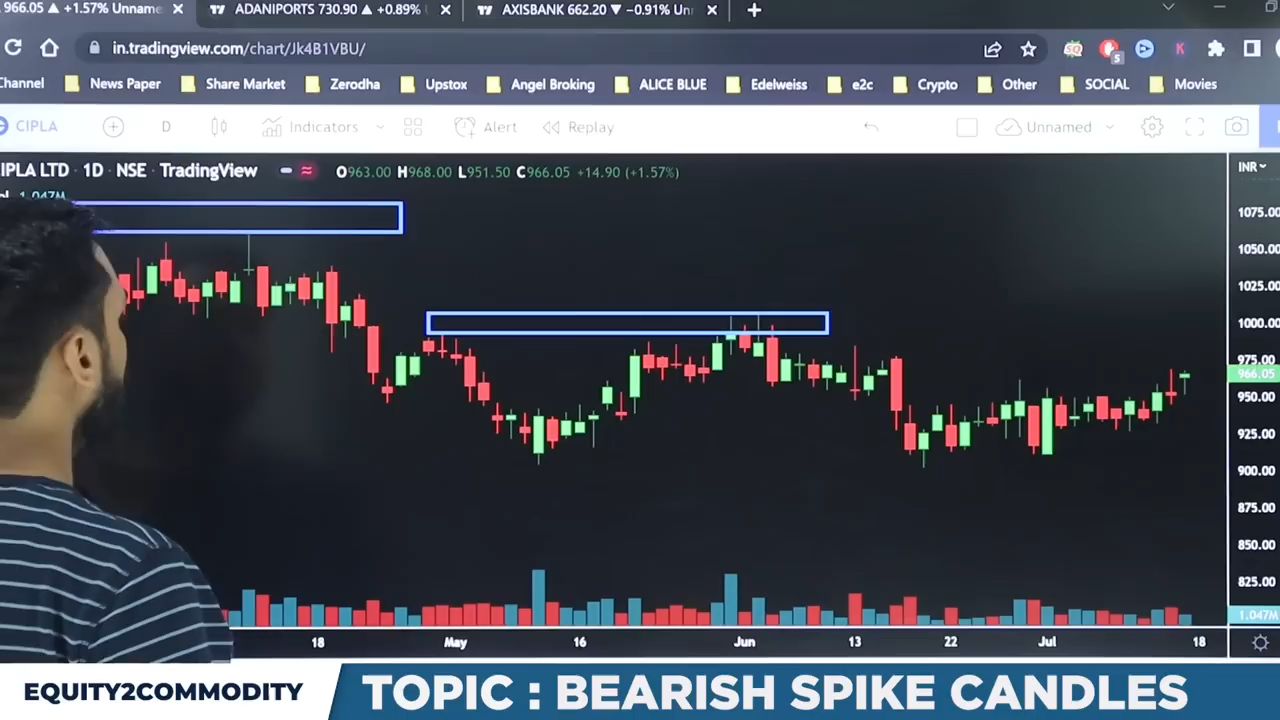 966.05 ▲ +1.57% Unname
ADANIPORTS 730.90 ▲ +0.89%
AXISBANK 662.20 ▼ −0.91% Un
in.tradingview.com/chart/Jk4B1VBU/
Channel
News Paper
Share Market
Zerodha
Upstox
Angel Broking
ALICE BLUE
Edelweiss
e2c
Crypto
Other
SOCIAL
Movies
CIPLA
D
Indicators
Alert
Replay
Unnamed
IPLA LTD · 1D · NSE · TradingView
O963.00 H968.00 L951.50 C966.05 +14.90 (+1.57%)
INR
1.047M
1075.00
1050.00
1025.00
1000.00
975.00
966.05
950.00
925.00
900.00
875.00
850.00
825.00
1.047M
18
May
16
Jun
13
22
Jul
18
EQUITY2COMMODITY
TOPIC : BEARISH SPIKE CANDLES